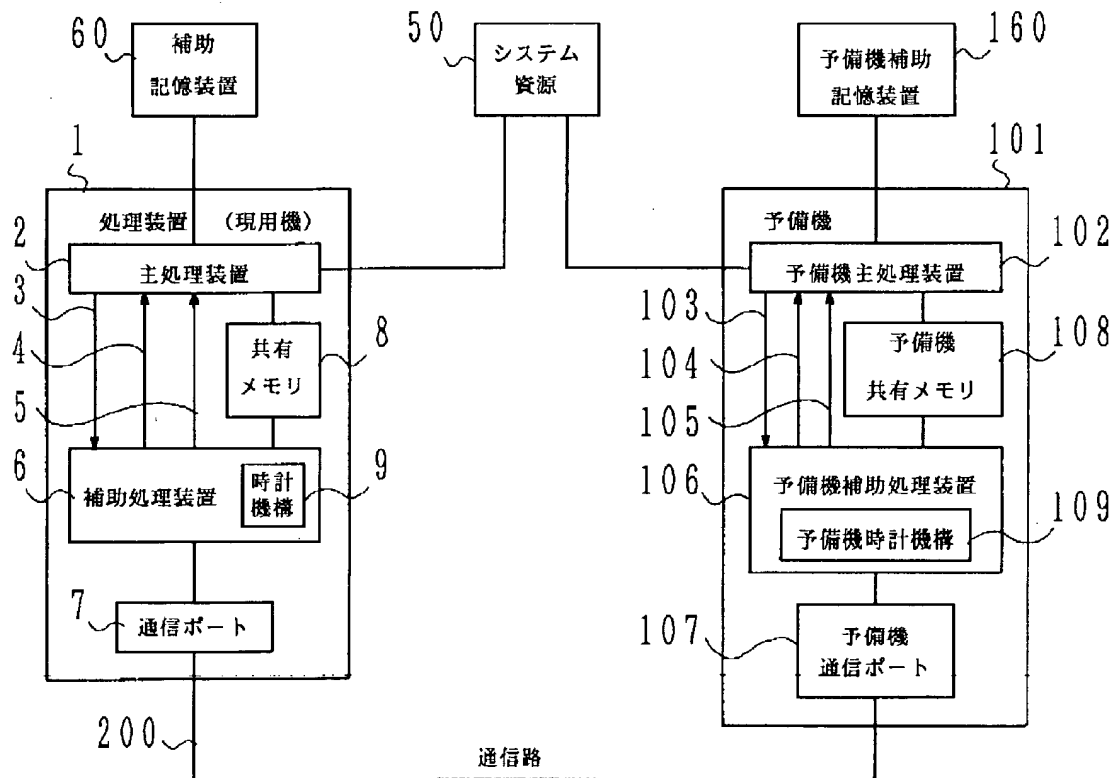 60
補助
記憶装置
50
システム
資源
160
予備機補助
記憶装置
1
処理装置 (現用機)
2
主処理装置
3
4
5
共有
メモリ
8
6
補助処理装置
時計
機構
9
7
通信ポート
200
通信路
101
予備機
102
予備機主処理装置
103
104
105
予備機
共有メモリ
108
106
予備機補助処理装置
予備機時計機構
109
107
予備機
通信ポート